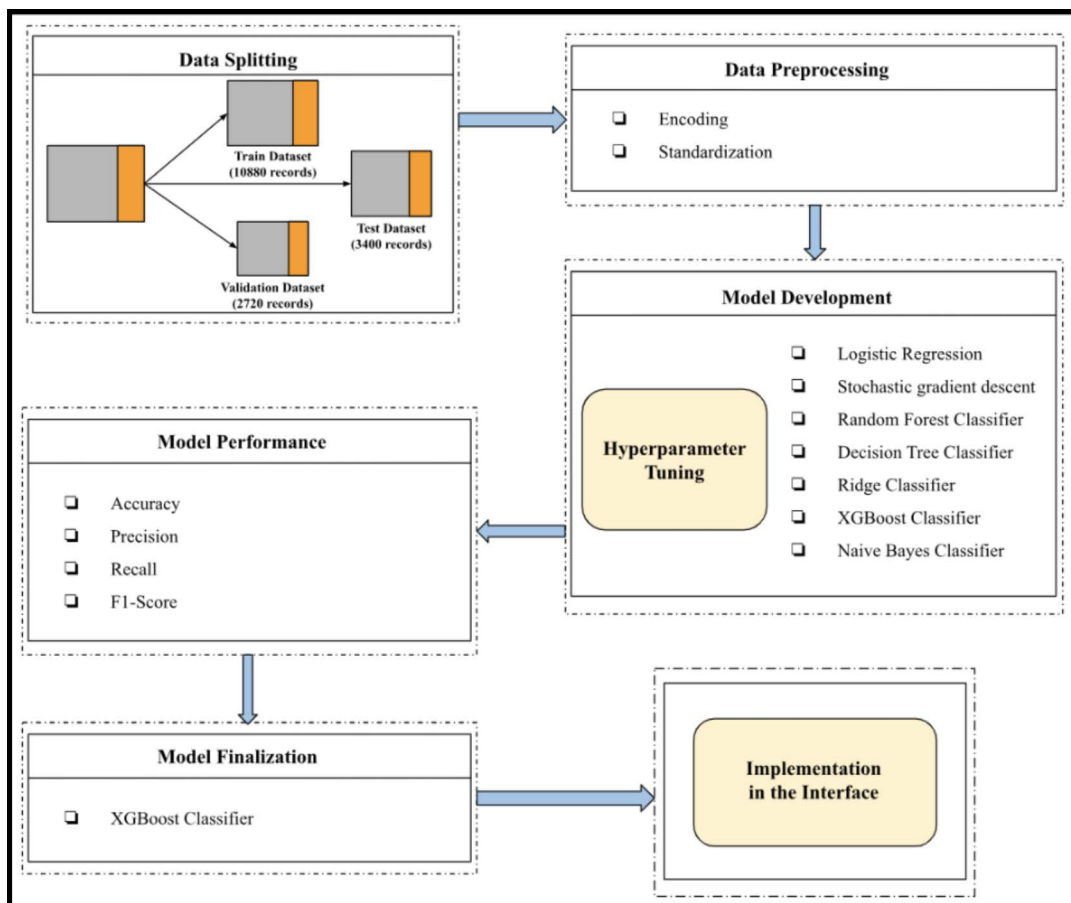 Data Splitting
Train Dataset
(10880 records)
Test Dataset
(3400 records)
Validation Dataset
(2720 records)
Data Preprocessing
Encoding
Standardization
Model Development
Hyperparameter
Tuning
Logistic Regression
Stochastic gradient descent
Random Forest Classifier
Decision Tree Classifier
Ridge Classifier
XGBoost Classifier
Naive Bayes Classifier
Model Performance
Accuracy
Precision
Recall
F1-Score
Model Finalization
XGBoost Classifier
Implementation
in the Interface